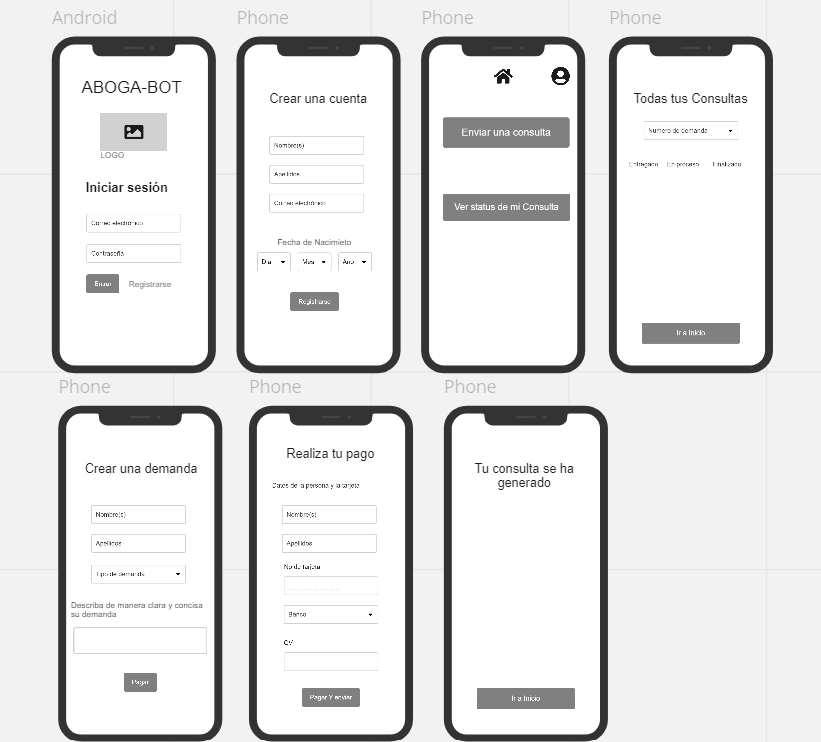 Android
ABOGA-BOT
LOGO
Iniciar sesión
Correo electrónico
Contraseña
Entrar
Registrarse
Phone
Crear una cuenta
Nombre(s)
Apellidos
Correo electrónico
Fecha de Nacimieto
Dia
Mes
Ano
Registrarse
Phone
Enviar una consulta
Ver status de mi Consulta
Phone
Todas tus Consultas
Numero de demanda
Entregado
En proceso
Finalizado
Ir a Inicio
Phone
Crear una demanda
Nombre(s)
Apellidos
Tipo de demanda
Describa de manera clara y concisa
su demanda
Pagar
Phone
Realiza tu pago
Datos de la persona y la tarjeta
Nombre(s)
Apellidos
No de tarjeta
Banco
CV
Pagar Y enviar
Phone
Tu consulta se ha
generado
Ir a Inicio